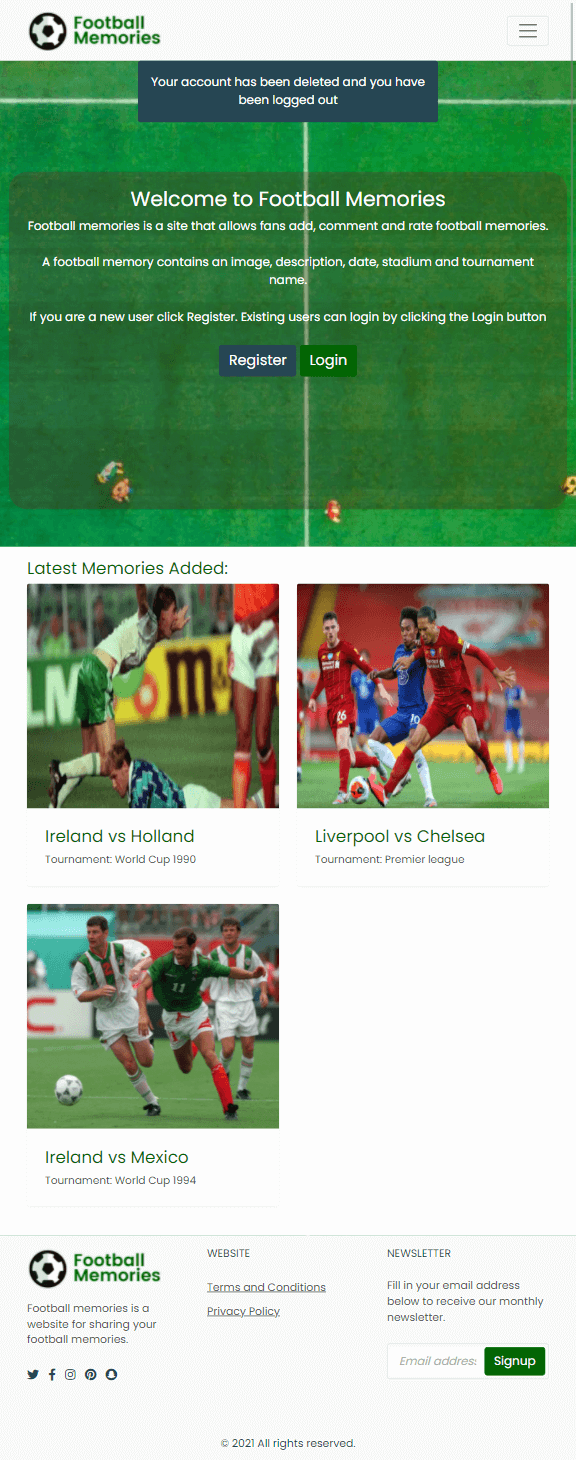 Football
Memories
Your account has been deleted and you have
been logged out
Welcome to Football Memories
Football memories is a site that allows fans add, comment and rate football memories.
A football memory contains an image, description, date, stadium and tournament
name.
If you are a new user click Register. Existing users can login by clicking the Login button
Register Login
Latest Memories Added:
LM
m
26
10
Ireland vs Holland
Tournament: World Cup 1990
Liverpool vs Chelsea
Tournament: Premier league
11
Ireland vs Mexico
Tournament: World Cup 1994
Football
Memories
Football memories is a
website for sharing your
football memories.
WEBSITE
Terms and Conditions
Privacy Policy
NEWSLETTER
Fill in your email address
below to receive our monthly
newsletter.
Email address Signup
© 2021 All rights reserved.